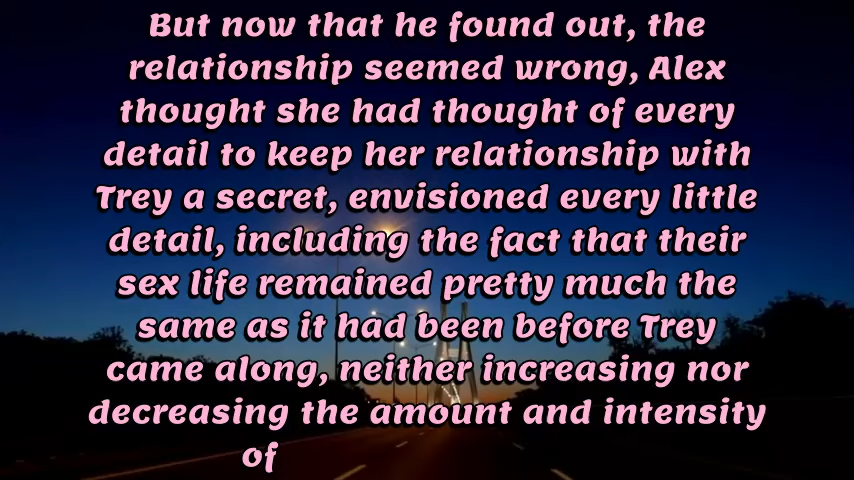 But now that he found out, the
relationship seemed wrong, Alex
thought she had thought of every
detail to keep her relationship with
Trey a secret, envisioned every little
detail, including the fact that their
sex life remained pretty much the
same as it had been before Trey
came along, neither increasing nor
decreasing the amount and intensity
of